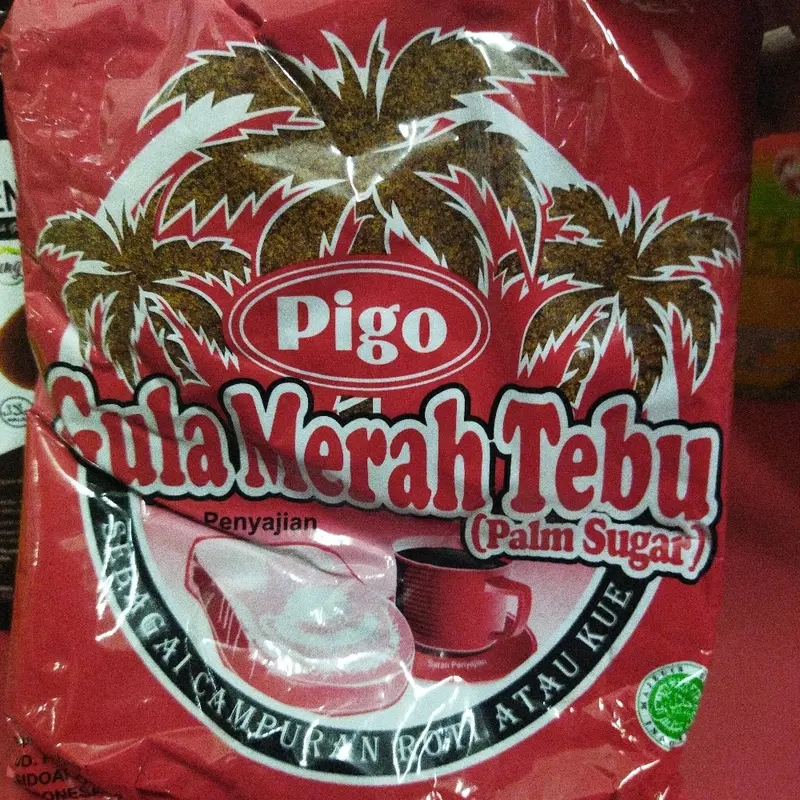 Pigo
Gula Merah Tebu
(Palm Sugar)
Penyajian
Saran Penyajian
SEBAGAI CAMPURAN ROTI ATAU KUE